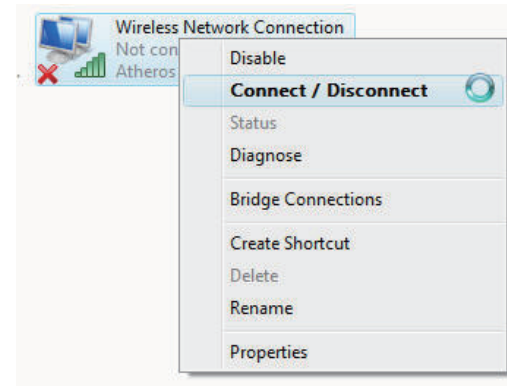 Wireless Network Connection
Not con
Atheros
Disable
Connect / Disconnect
Status
Diagnose
Bridge Connections
Create Shortcut
Delete
Rename
Properties